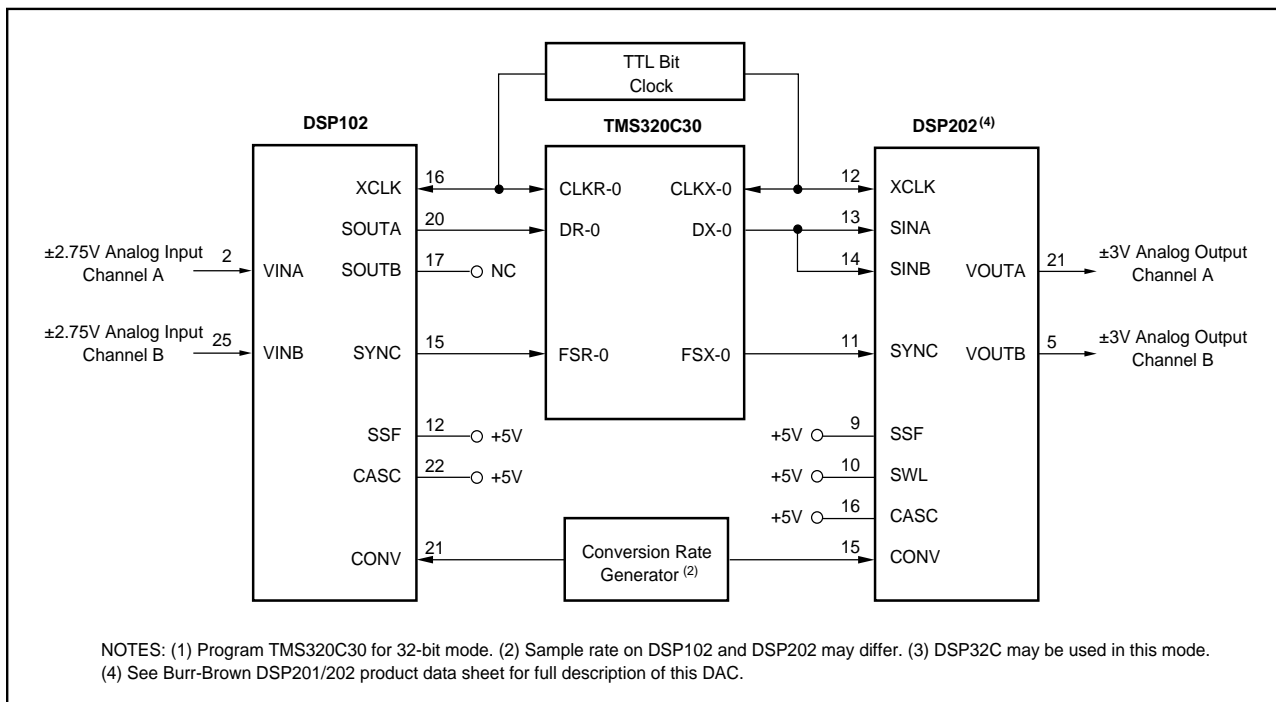 TTL Bit
Clock
DSP102
TMS320C30
DSP202(4)
XCLK
16
CLKR-0
CLKX-0
12
XCLK
SOUTA
20
DR-0
DX-0
13
SINA
±2.75V Analog Input
Channel A
2
VINA
SOUTB
17
NC
14
SINB
VOUTA
21
±3V Analog Output
Channel A
±2.75V Analog Input
Channel B
25
VINB
SYNC
15
FSR-0
FSX-0
11
SYNC
VOUTB
5
±3V Analog Output
Channel B
SSF
12
+5V
+5V
9
SSF
CASC
22
+5V
+5V
10
SWL
+5V
16
CASC
CONV
21
Conversion Rate
Generator (2)
15
CONV
NOTES: (1) Program TMS320C30 for 32-bit mode. (2) Sample rate on DSP102 and DSP202 may differ. (3) DSP32C may be used in this mode.
(4) See Burr-Brown DSP201/202 product data sheet for full description of this DAC.